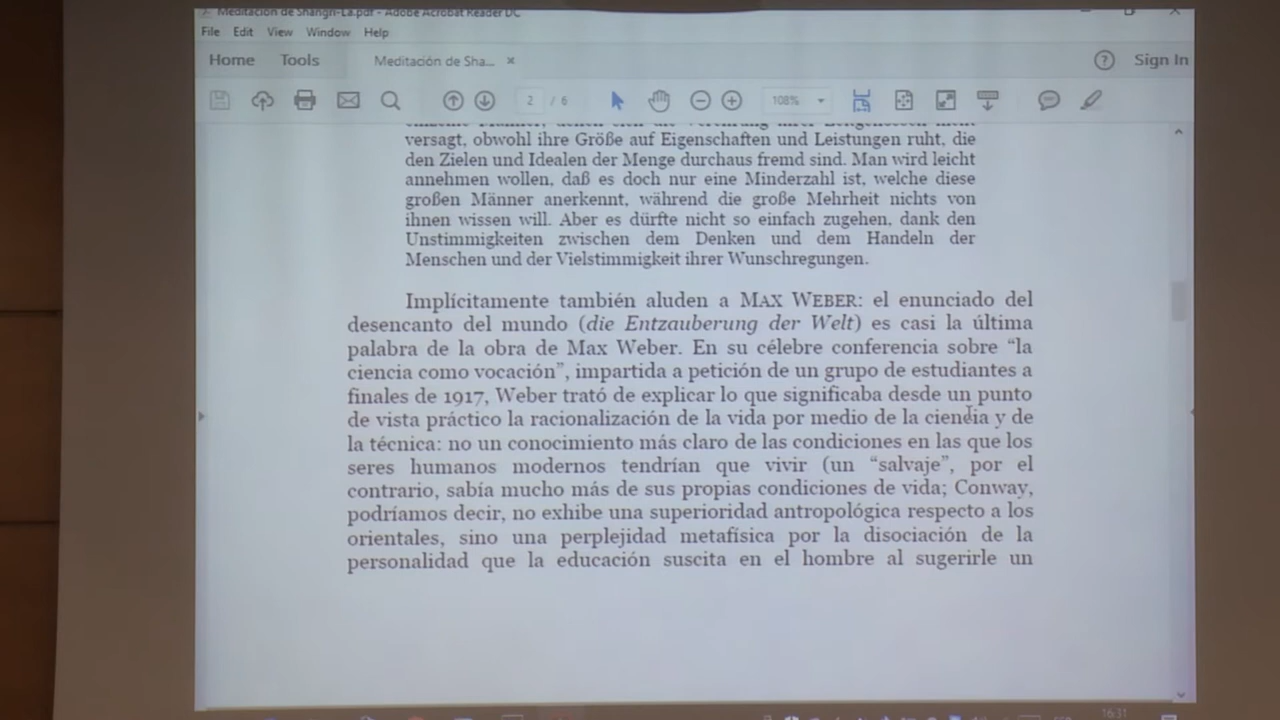 Meditación de Shangri-La.pdf - Adobe Acrobat Reader DC
File Edit View Window Help
Home Tools Meditación de Sha... × ? Sign In
2 / 6 108%
versagt, obwohl ihre Größe auf Eigenschaften und Leistungen ruht, die
den Zielen und Idealen der Menge durchaus fremd sind. Man wird leicht
annehmen wollen, daß es doch nur eine Minderzahl ist, welche diese
großen Männer anerkennt, während die große Mehrheit nichts von
ihnen wissen will. Aber es dürfte nicht so einfach zugehen, dank den
Unstimmigkeiten zwischen dem Denken und dem Handeln der
Menschen und der Vielstimmigkeit ihrer Wunschregungen.
Implícitamente también aluden a MAX WEBER: el enunciado del
desencanto del mundo (die Entzauberung der Welt) es casi la última
palabra de la obra de Max Weber. En su célebre conferencia sobre “la
ciencia como vocación”, impartida a petición de un grupo de estudiantes a
finales de 1917, Weber trató de explicar lo que significaba desde un punto
de vista práctico la racionalización de la vida por medio de la ciencia y de
la técnica: no un conocimiento más claro de las condiciones en las que los
seres humanos modernos tendrían que vivir (un “salvaje”, por el
contrario, sabía mucho más de sus propias condiciones de vida; Conway,
podríamos decir, no exhibe una superioridad antropológica respecto a los
orientales, sino una perplejidad metafísica por la disociación de la
personalidad que la educación suscita en el hombre al sugerirle un
16:31